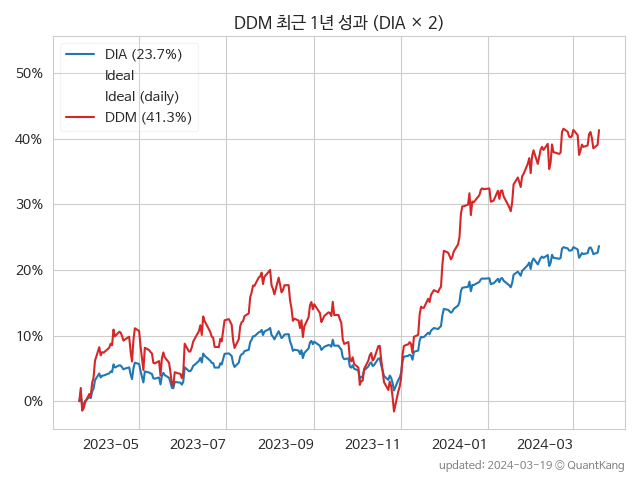 DDM 최근 1년 성과 (DIA × 2)
DIA (23.7%)
Ideal
Ideal (daily)
DDM (41.3%)
50%
40%
30%
20%
10%
0%
2023-05 2023-07 2023-09 2023-11 2024-01 2024-03
updated: 2024-03-19 © QuantKang